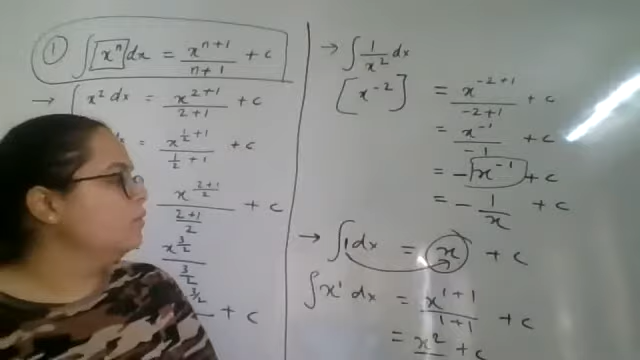 ① ∫[xⁿ]dx = xⁿ⁺¹/n+1 + c
→ ∫x² dx = x²⁺¹/2+1 + c
= x^(1/2+1)/(1/2+1) + c
x^(2+1/2)/(2+1/2) + c
x^(3/2)/(3/2)
3/2 + c
→ ∫1/x² dx
[x⁻²] = x⁻²⁺¹/-2+1 + c
= x⁻¹/-1 + c
= -x⁻¹ + c
= -1/x + c
→ ∫1dx = x + c
∫x¹ dx = x¹⁺¹/1+1 + c
= x² + c